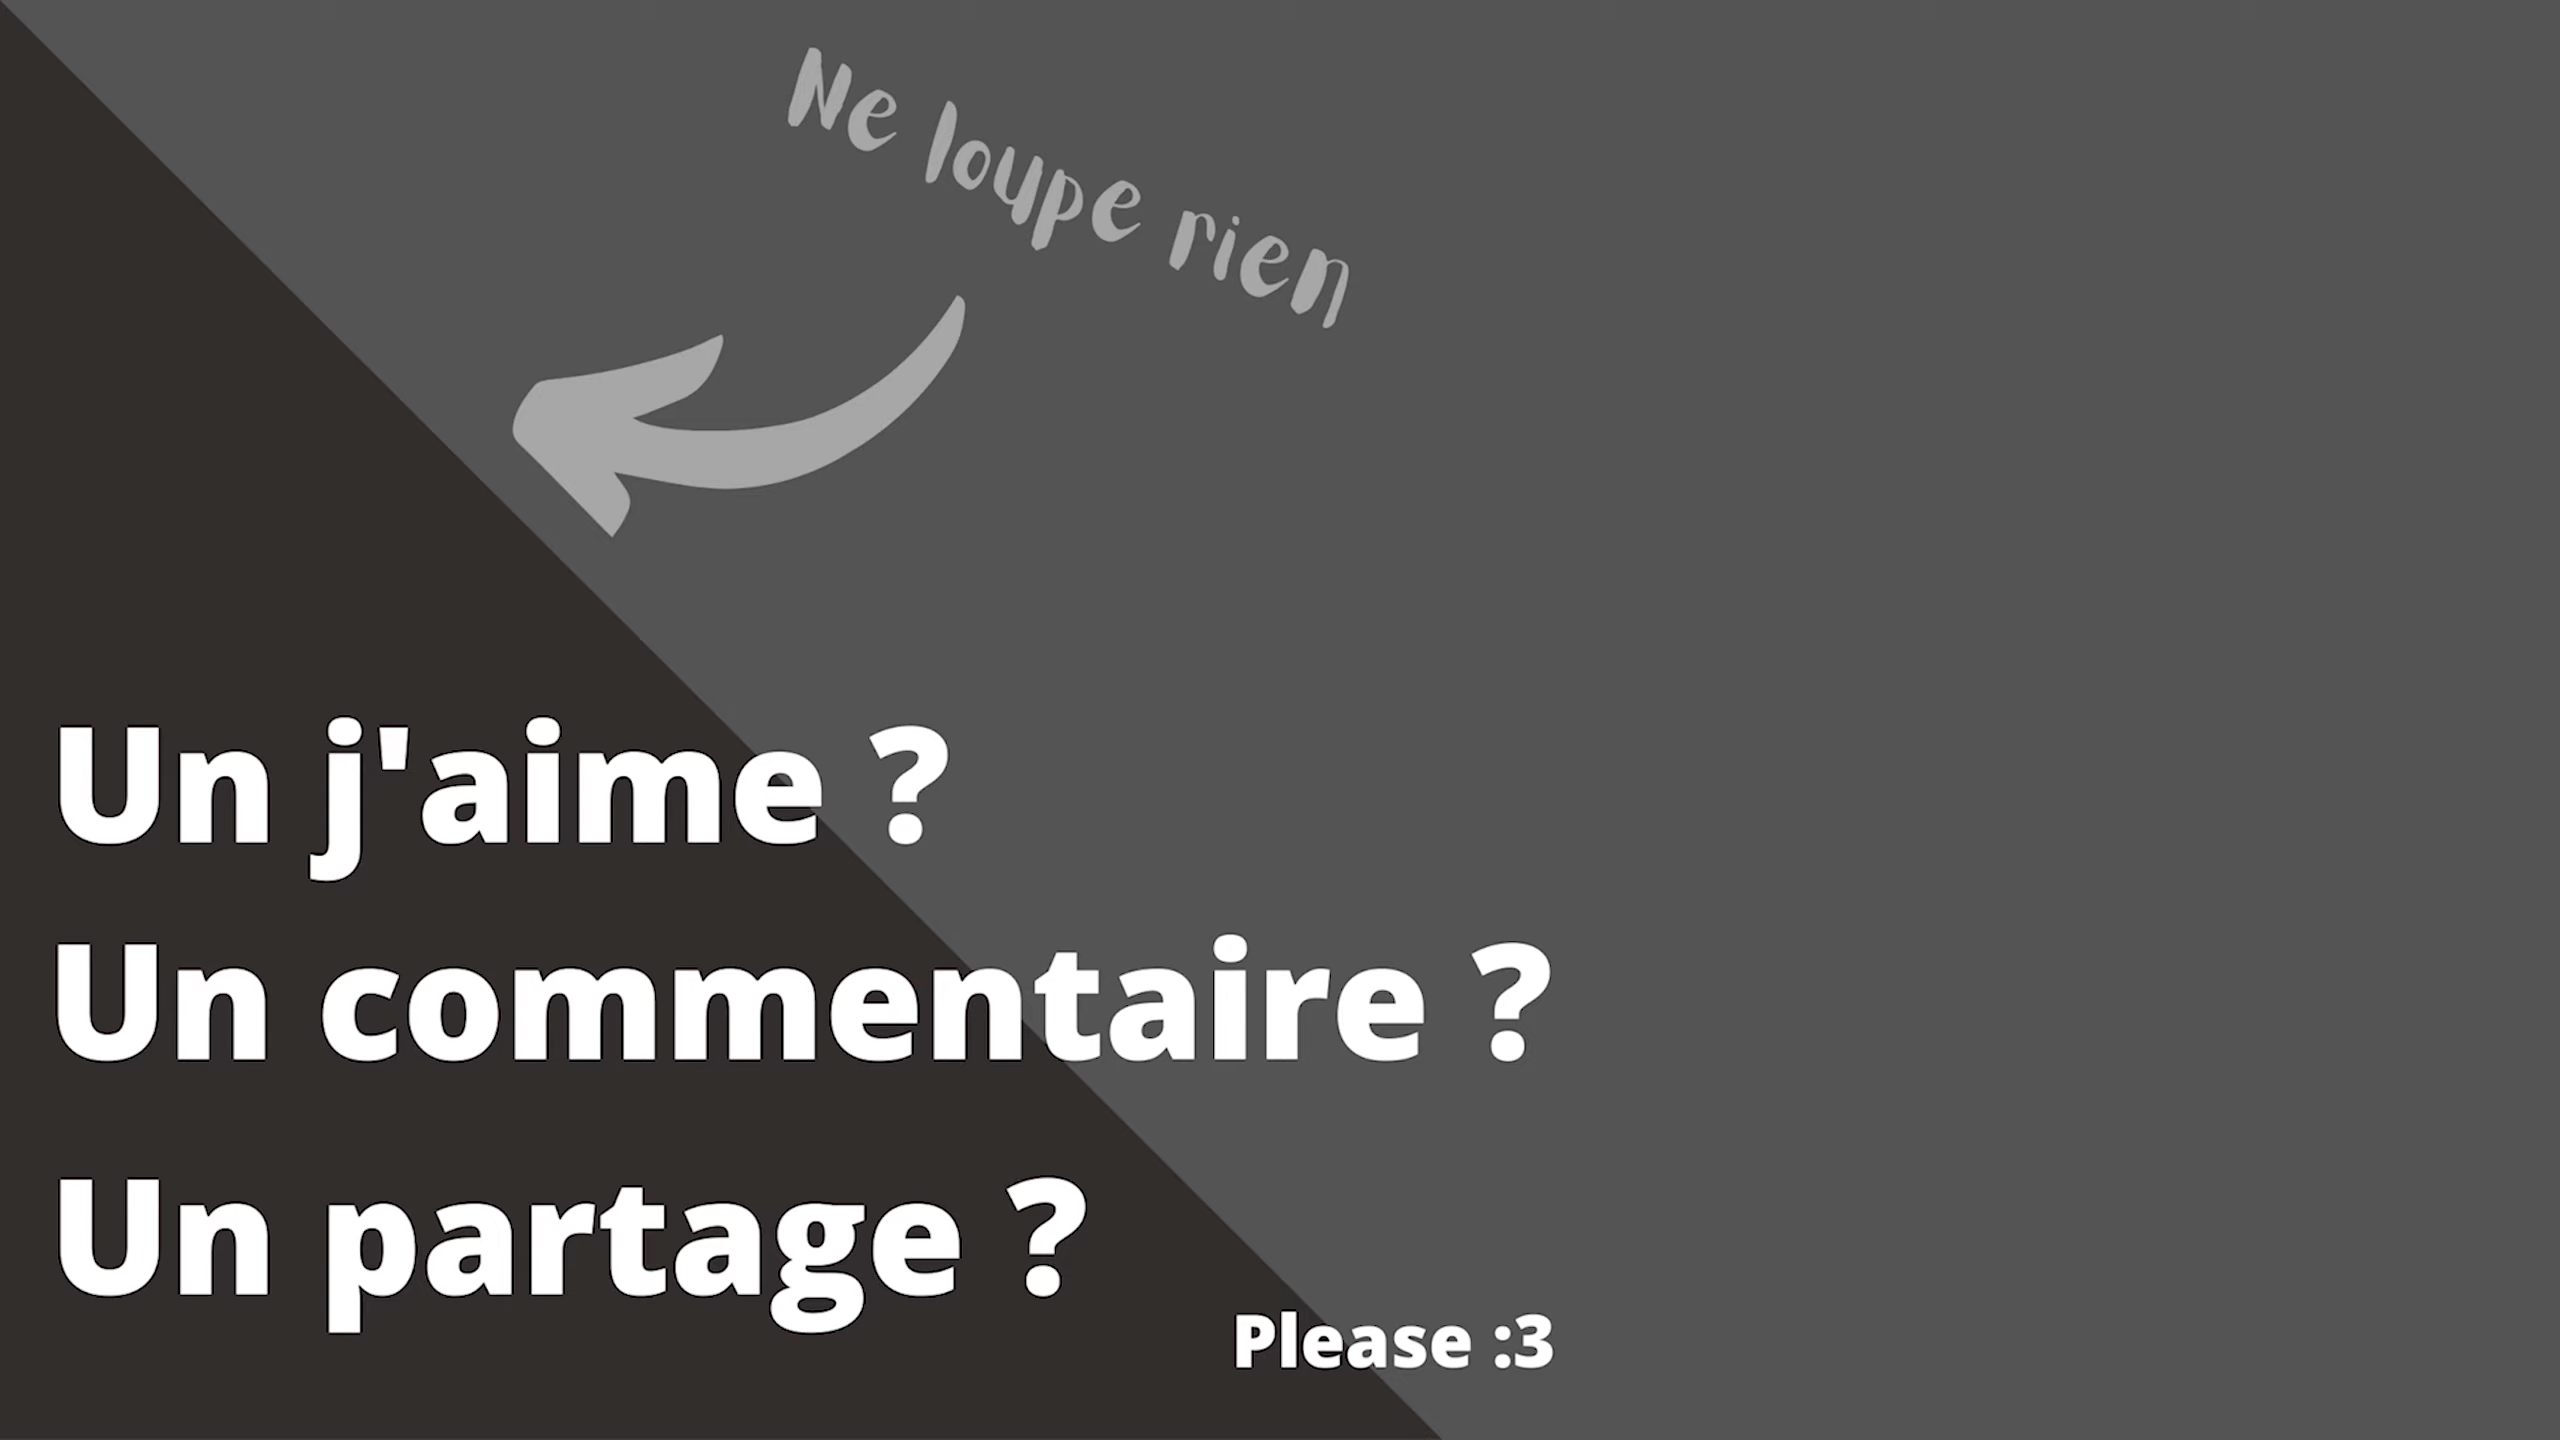 Ne loupe rien
Un j'aime ?
Un commentaire ?
Un partage ?
Please :3